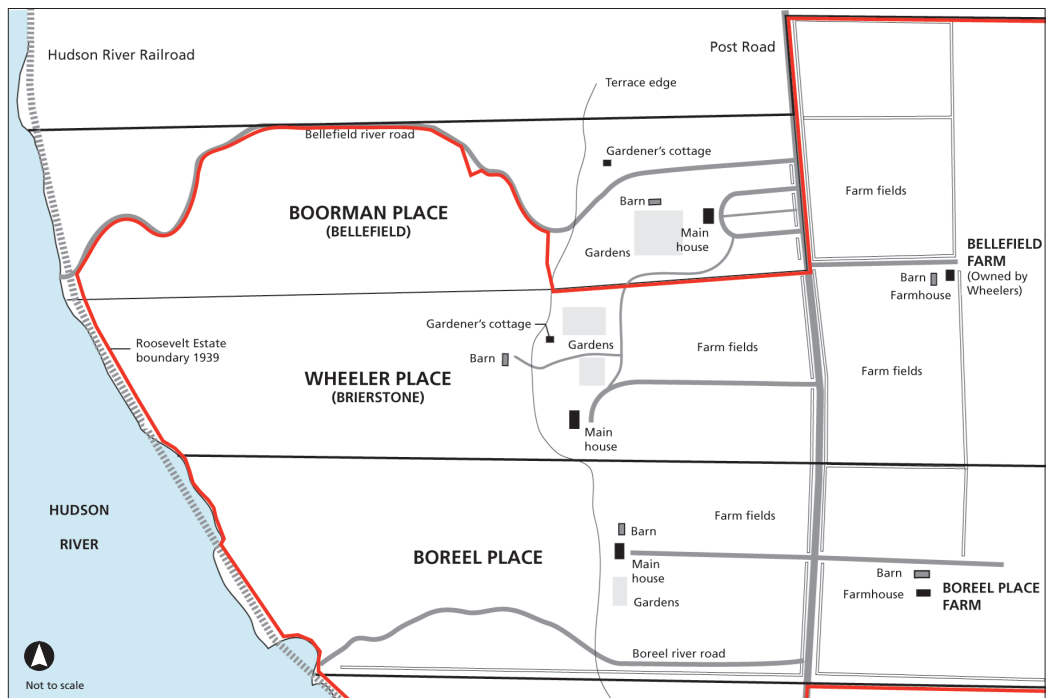 Hudson River Railroad
Post Road
Terrace edge
Bellefield river road
Gardener's cottage
BOORMAN PLACE
(BELLEFIELD)
Barn
Main
house
Gardens
Farm fields
BELLEFIELD
FARM
(Owned by
Wheelers)
Barn
Farmhouse
Roosevelt Estate
boundary 1939
Gardener's cottage
Gardens
Barn
Farm fields
Farm fields
WHEELER PLACE
(BRIERSTONE)
Main
house
HUDSON
RIVER
BOREEL PLACE
Farm fields
Barn
Main
house
Gardens
Barn
Farmhouse
BOREEL PLACE
FARM
Boreel river road
Not to scale